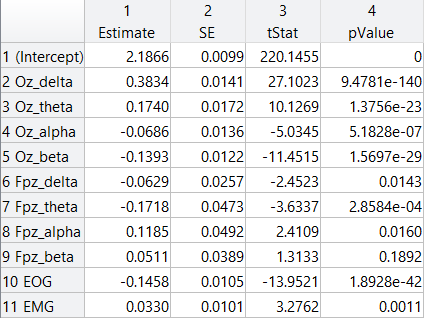 1 2 3 4
Estimate SE tStat pValue
1 (Intercept) 2.1866 0.0099 220.1455 0
2 Oz_delta 0.3834 0.0141 27.1023 9.4781e-140
3 Oz_theta 0.1740 0.0172 10.1269 1.3756e-23
4 Oz_alpha -0.0686 0.0136 -5.0345 5.1828e-07
5 Oz_beta -0.1393 0.0122 -11.4515 1.5697e-29
6 Fpz_delta -0.0629 0.0257 -2.4523 0.0143
7 Fpz_theta -0.1718 0.0473 -3.6337 2.8584e-04
8 Fpz_alpha 0.1185 0.0492 2.4109 0.0160
9 Fpz_beta 0.0511 0.0389 1.3133 0.1892
10 EOG -0.1458 0.0105 -13.9521 1.8928e-42
11 EMG 0.0330 0.0101 3.2762 0.0011